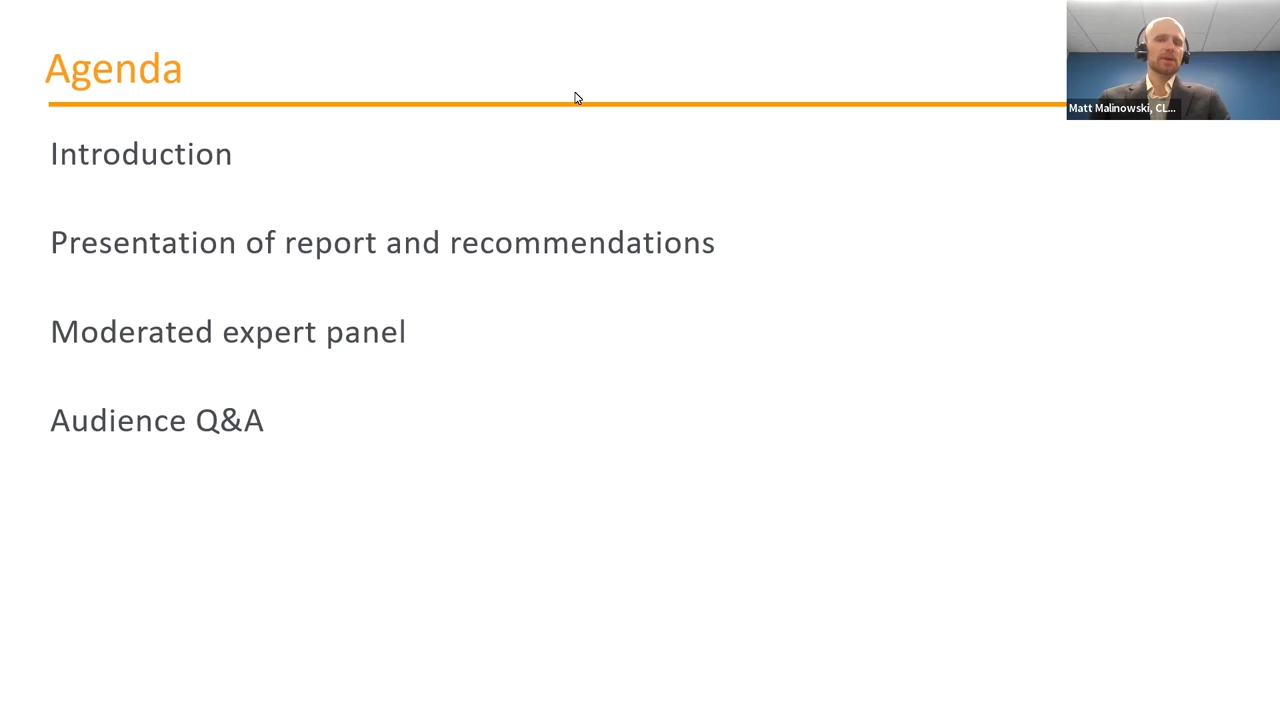 Agenda
Matt Malinowski, CL...
Introduction
Presentation of report and recommendations
Moderated expert panel
Audience Q&A